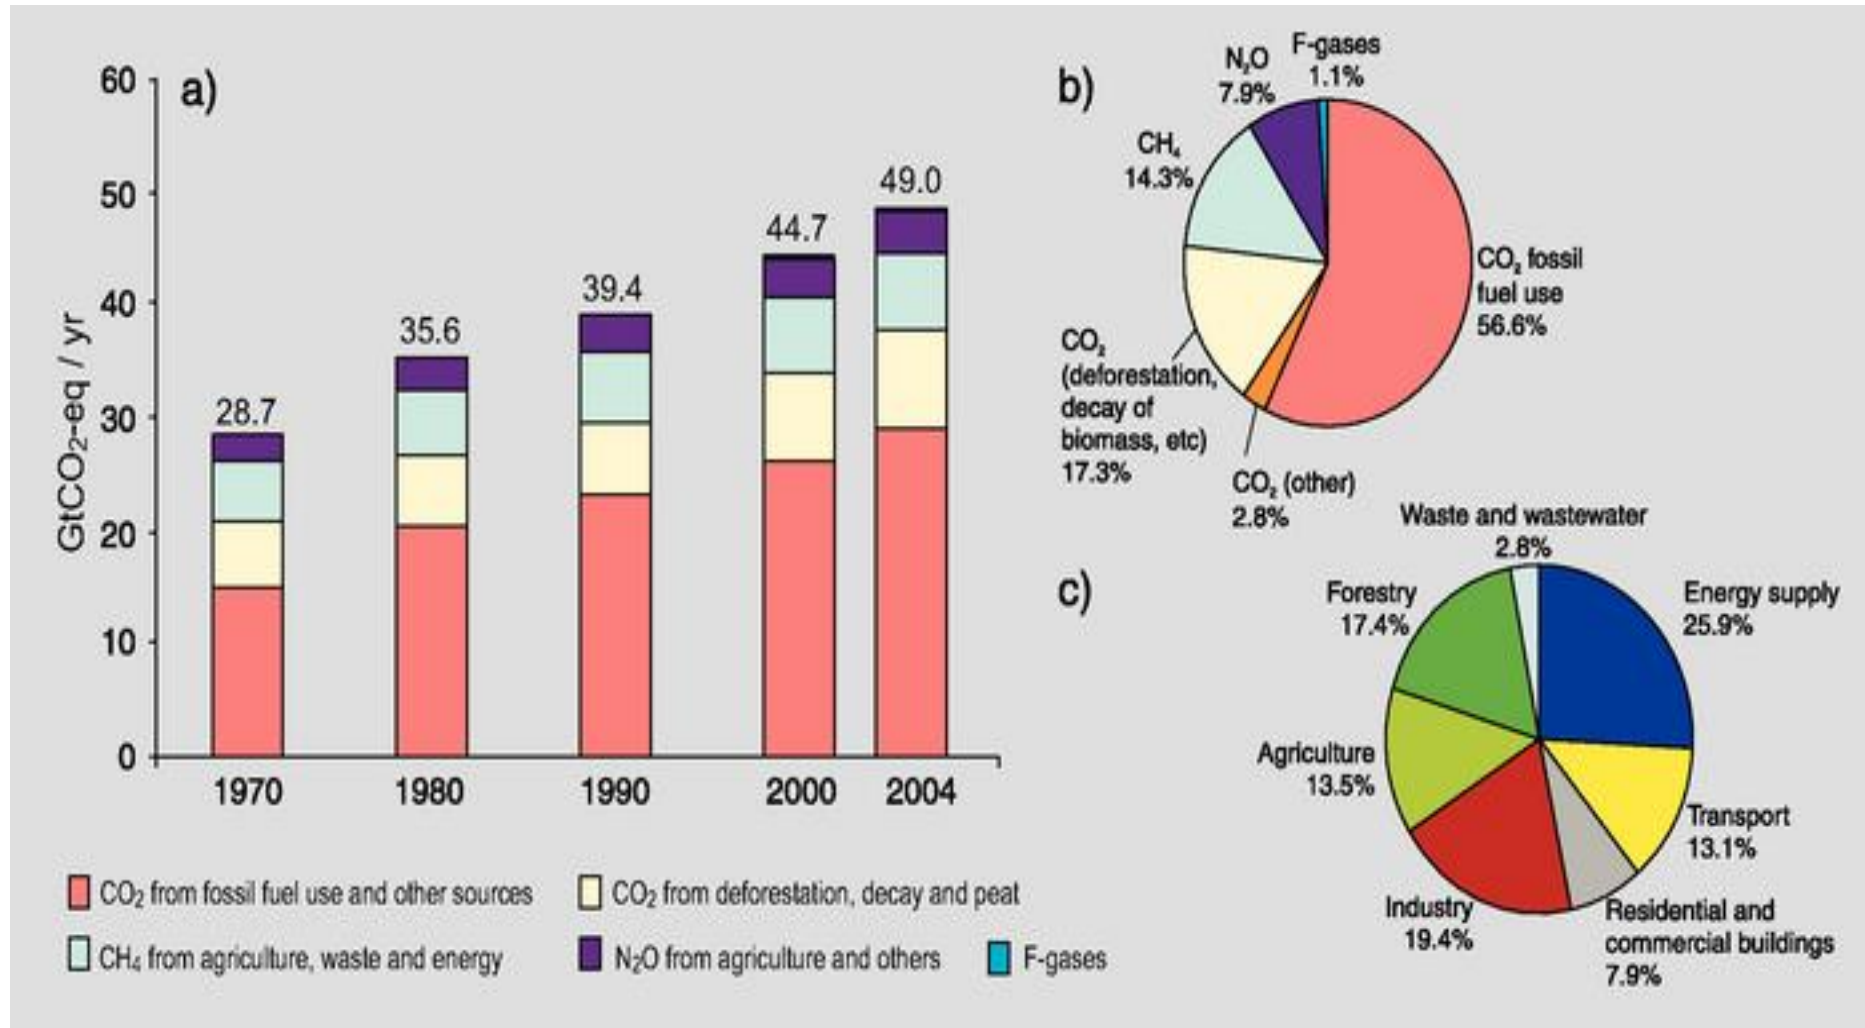 a)
60
50
40
30
20
10
0
GtCO₂-eq / yr
28.7
35.6
39.4
44.7
49.0
1970
1980
1990
2000
2004
CO₂ from fossil fuel use and other sources
CO₂ from deforestation, decay and peat
CH₄ from agriculture, waste and energy
N₂O from agriculture and others
F-gases
b)
F-gases
1.1%
N₂O
7.9%
CH₄
14.3%
CO₂ fossil
fuel use
56.6%
CO₂
(deforestation,
decay of
biomass, etc)
17.3%
CO₂ (other)
2.8%
c)
Waste and wastewater
2.8%
Forestry
17.4%
Energy supply
25.9%
Agriculture
13.5%
Transport
13.1%
Industry
19.4%
Residential and
commercial buildings
7.9%